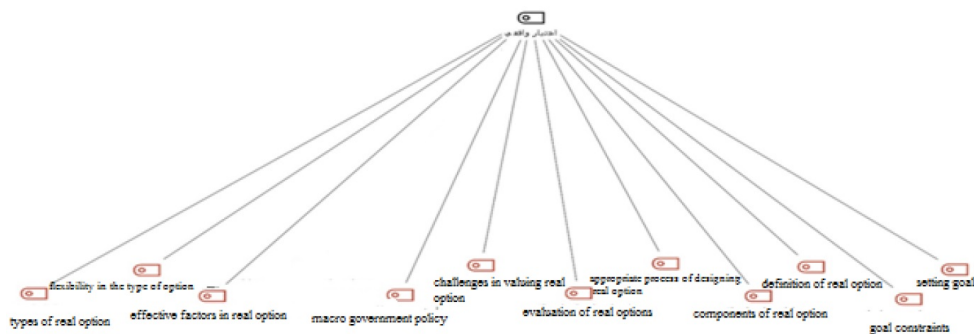 اختیار واقعی
flexibility in the type of option
types of real option
effective factors in real option
macro government policy
challenges in valuing real
option
evaluation of real options
appropriate process of designing
real option
components of real option
definition of real option
goal constraints
setting goal